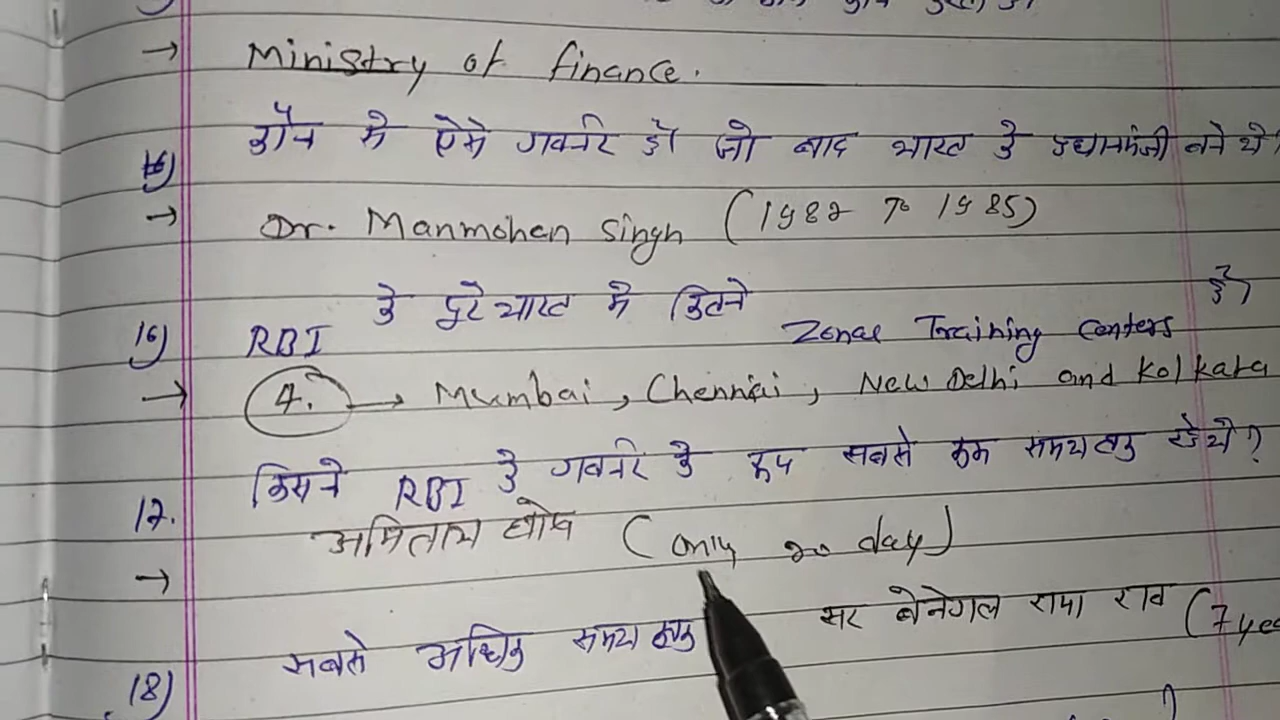 → Ministry of finance.
15) कौन से ऐसे गवर्नर है जो बाद भारत के प्रधानमंत्री बने थे।
→ Dr. Manmohan Singh (1982 To 1985)
16) RBI के पूरे भारत मे कितने Zonal Training Centers है?
→ 4. → Mumbai, Chennai, New Delhi and Kolkata
17. किसने RBI के गवर्नर के रूप सबसे कम समय तक रहे थे?
→ अमिताभ घोष (only 20 day)
18) सबसे अधिक समय तक सर बेनेगल रामा राव (7 yea